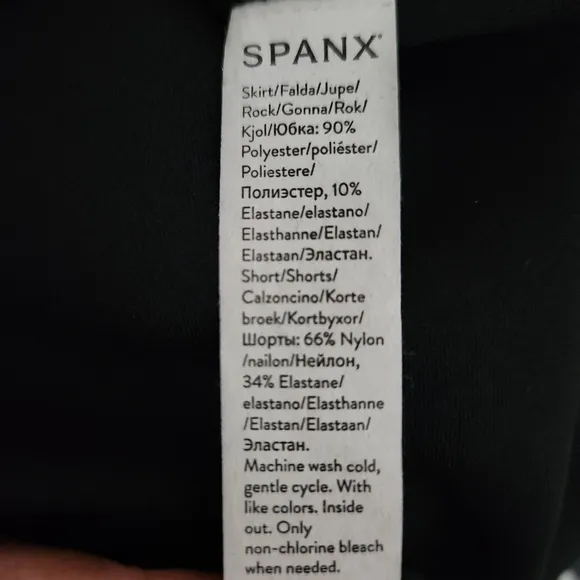 SPANX®
Skirt/Falda/Jupe/
Rock/Gonna/Rok/
Kjol/Юбка: 90%
Polyester/poliéster/
Poliestere/
Полиэстер, 10%
Elastane/elastano/
Elasthanne/Elastan/
Elastaan/Эластан.
Short/Shorts/
Calzoncino/Korte
broek/Kortbyxor/
Шорты: 66% Nylon
/nailon/Нейлон,
34% Elastane/
elastano/Elasthanne
/Elastan/Elastaan/
Эластан.
Machine wash cold,
gentle cycle. With
like colors. Inside
out. Only
non-chlorine bleach
when needed.